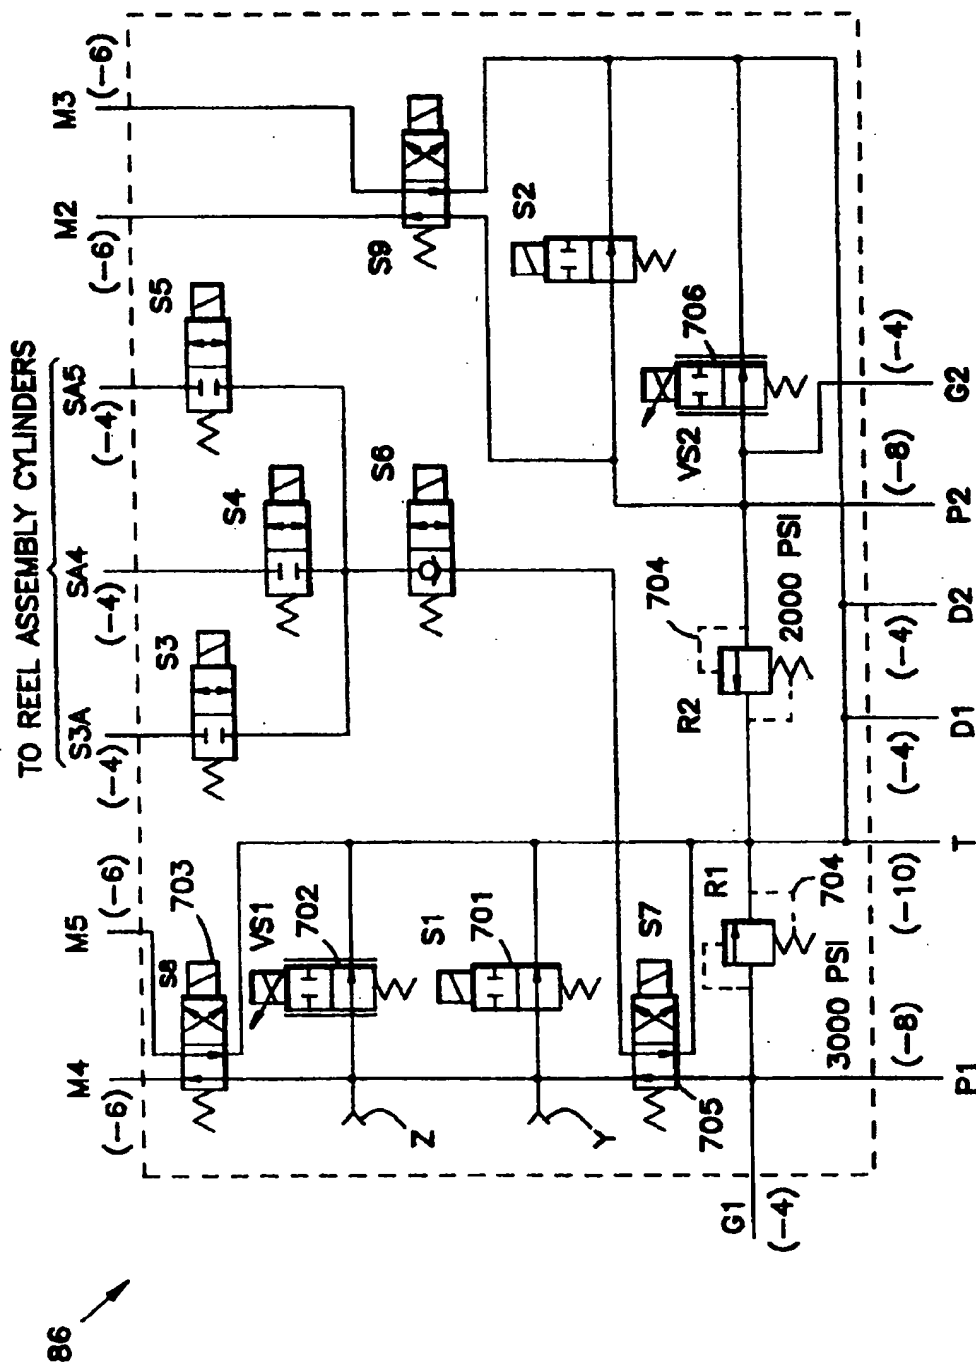 TO REEL ASSEMBLY CYLINDERS
M4
(-6)
M5
(-6)
S3A
(-4)
SA4
(-4)
SA5
(-4)
M2
(-6)
M3
(-6)
S8
703
S3
S4
S5
S9
VS1
702
Z
S6
S1
701
Y
S2
S7
705
VS2
706
G1
(-4)
R1
704
3000 PSI
R2
704
2000 PSI
P1
(-8)
T
(-10)
D1
(-4)
D2
(-4)
P2
(-8)
G2
(-4)
86